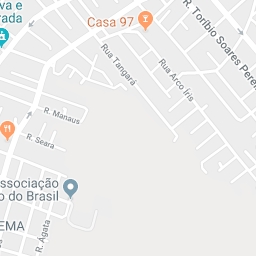 va e
rada
Casa 97
R. Toríbio Soares Perei
Rua Tangará
Rua Arco Íris
R. Manaus
R. Seara
ssociação
o do Brasil
EMA
R. Ágata